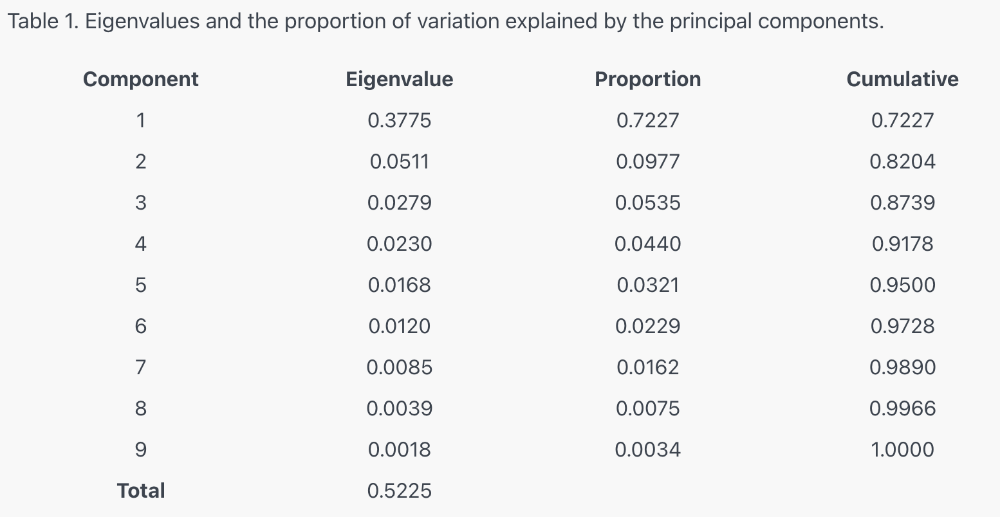 Table 1. Eigenvalues and the proportion of variation explained by the principal components.
Component Eigenvalue Proportion Cumulative
1 0.3775 0.7227 0.7227
2 0.0511 0.0977 0.8204
3 0.0279 0.0535 0.8739
4 0.0230 0.0440 0.9178
5 0.0168 0.0321 0.9500
6 0.0120 0.0229 0.9728
7 0.0085 0.0162 0.9890
8 0.0039 0.0075 0.9966
9 0.0018 0.0034 1.0000
Total 0.5225